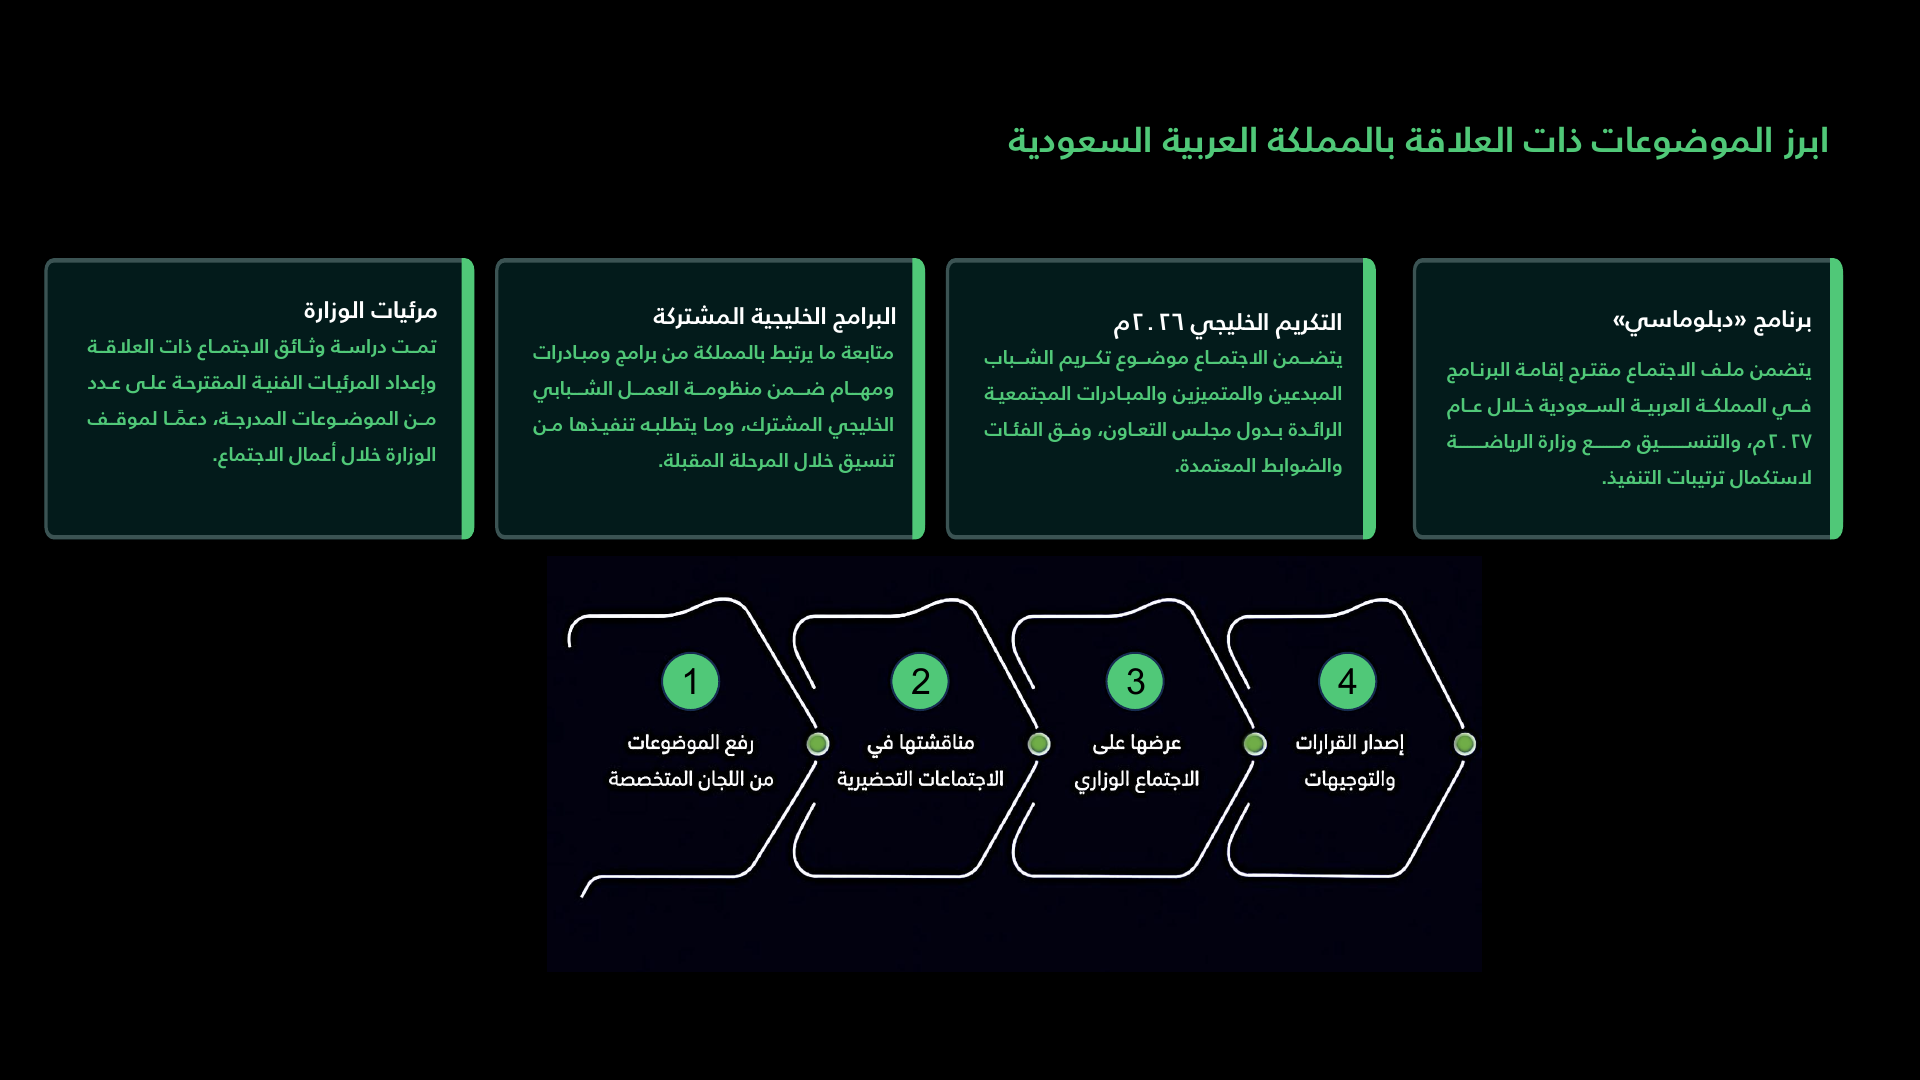 ابرز الموضوعات ذات العلاقة بالمملكة العربية السعودية
برنامج «دبلوماسي»
يتضمن ملف الاجتماع مقترح إقامة البرنامج
في المملكة العربية السعودية خلال عام
٢٠٢٧م، والتنسيق مع وزارة الرياضة
لاستكمال ترتيبات التنفيذ.
التكريم الخليجي ٢٠٢٦م
يتضمن الاجتماع موضوع تكريم الشباب
المبدعين والمتميزين والمبادرات المجتمعية
الرائدة بدول مجلس التعاون، وفق الفئات
والضوابط المعتمدة.
البرامج الخليجية المشتركة
متابعة ما يرتبط بالمملكة من برامج ومبادرات
ومهام ضمن منظومة العمل الشبابي
الخليجي المشترك، وما يتطلبه تنفيذها من
تنسيق خلال المرحلة المقبلة.
مرئيات الوزارة
تمت دراسة وثائق الاجتماع ذات العلاقة
وإعداد المرئيات الفنية المقترحة على عدد
من الموضوعات المدرجة، دعمًا لموقف
الوزارة خلال أعمال الاجتماع.
1
رفع الموضوعات
من اللجان المتخصصة
2
مناقشتها في
الاجتماعات التحضيرية
3
عرضها على
الاجتماع الوزاري
4
إصدار القرارات
والتوجيهات